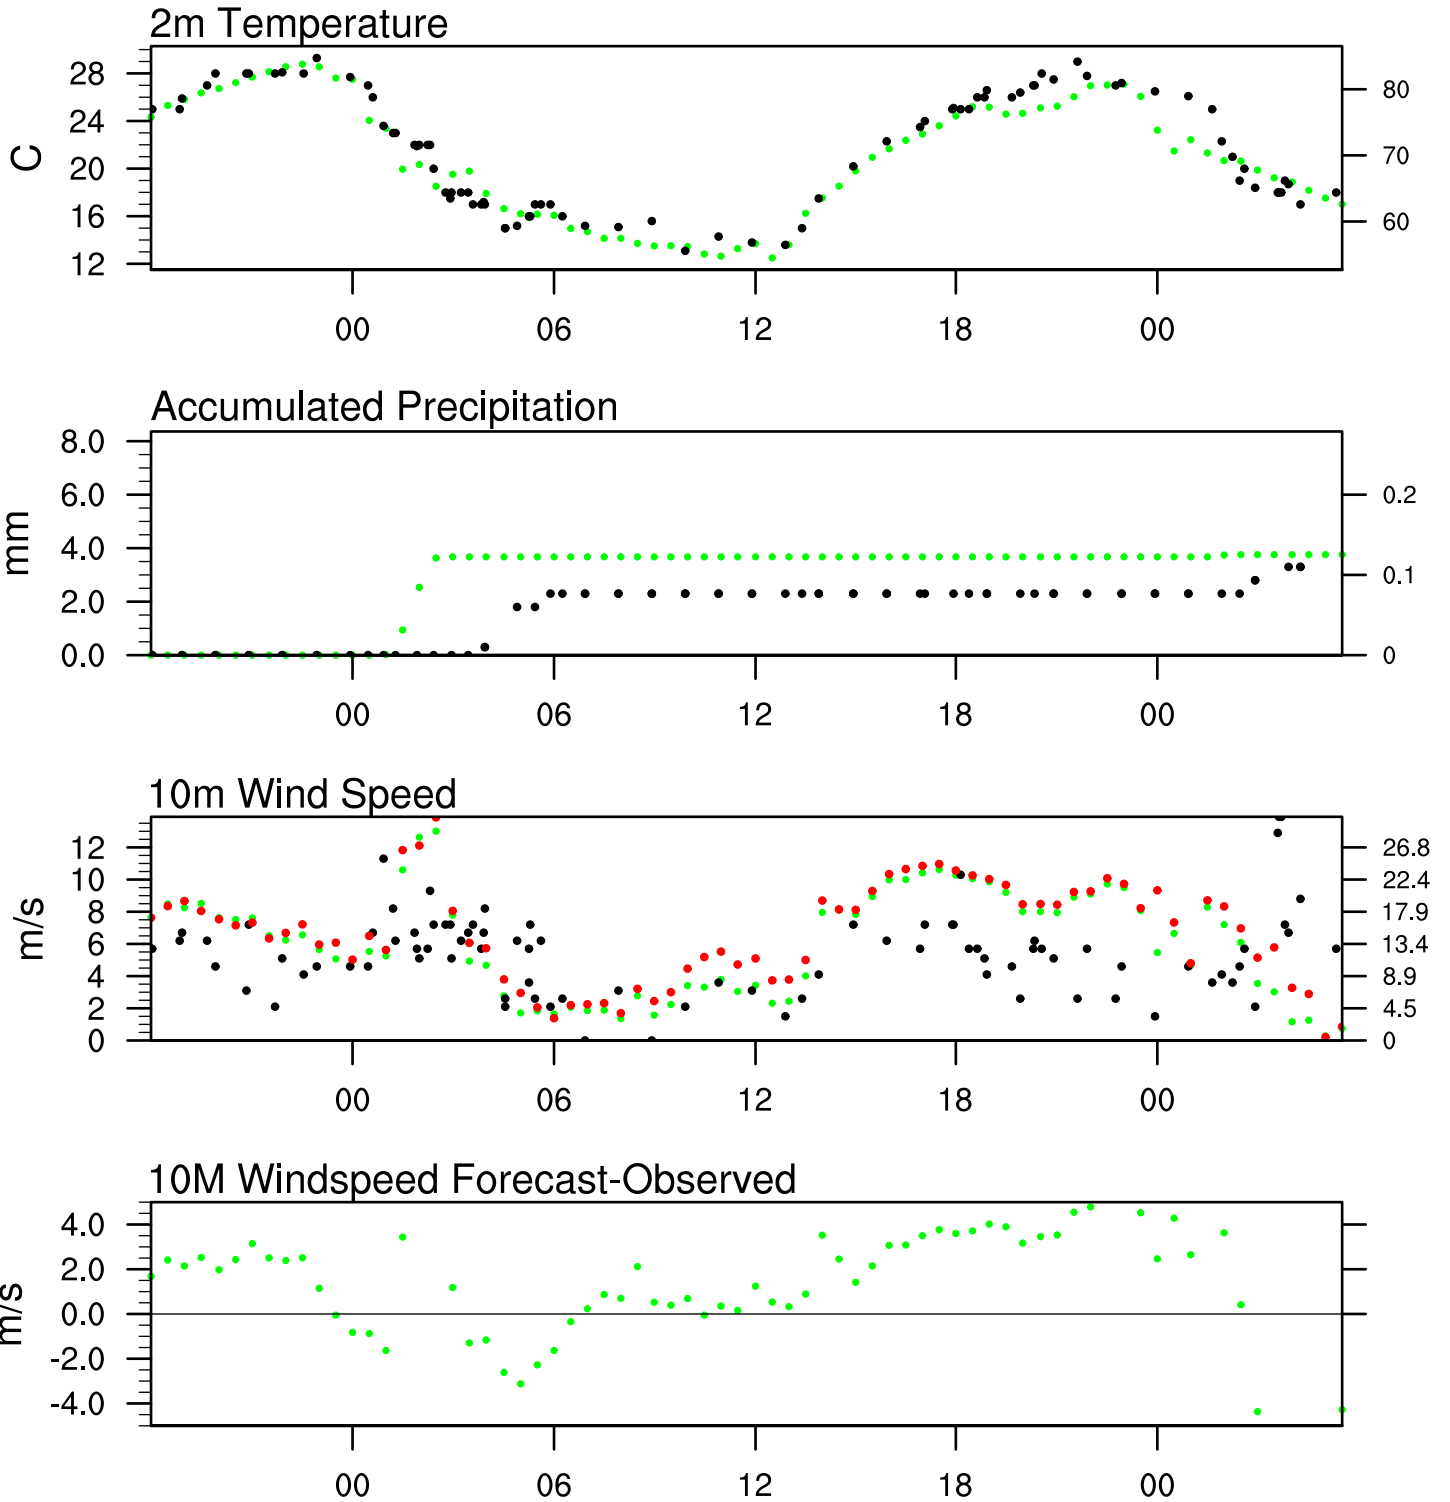 2m Temperature
28
24
20
16
12
C
80
70
60
00 06 12 18 00
Accumulated Precipitation
8.0
6.0
4.0
2.0
0.0
mm
0.2
0.1
0
00 06 12 18 00
10m Wind Speed
12
10
8
6
4
2
0
m/s
26.8
22.4
17.9
13.4
8.9
4.5
0
00 06 12 18 00
10M Windspeed Forecast-Observed
4.0
2.0
0.0
-2.0
-4.0
m/s
00 06 12 18 00